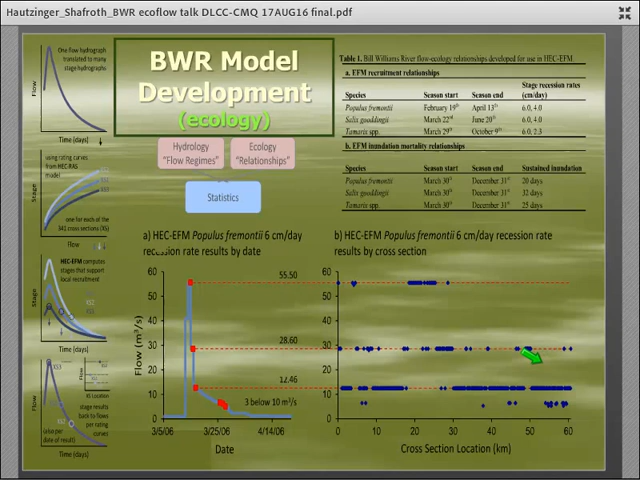 Hautzinger_Shafroth_BWR ecoflow talk DLCC-CMQ 17AUG16 final.pdf
One flow hydrograph
translated to many
stage hydrographs
Flow
Time (days)
using rating curves
from HEC-RAS
model
Stage
one for each of the
341 cross sections (XS)
Flow
HEC-EFM computes
stages that support
local recruitment
Stage
Time (days)
Flow
XS Location
stage results
back to flows
per rating
curves
(also per
date of result)
Time (days)
BWR Model
Development
(ecology)
Hydrology
"Flow Regimes"
Ecology
"Relationships"
Statistics
Table 1. Bill Williams River flow-ecology relationships developed for use in HEC-EFM
a. EFM recruitment relationships
Species Season start Season end Stage recession rates (cm/day)
Populus fremontii February 19th April 13th 6.0, 4.0
Salix gooddingii March 22nd June 20th 6.0, 4.0
Tamarix spp. March 29th October 9th 6.0, 2.3
b. EFM inundation mortality relationships
Species Season start Season end Sustained inundation
Populus fremontii March 30th December 31st 20 days
Salix gooddingii March 30th December 31st 32 days
Tamarix spp. March 30th December 31st 25 days
a) HEC-EFM Populus fremontii 6 cm/day
recession rate results by date
Flow (m³/s)
60
50
40
30
20
10
0
55.50
28.60
12.46
3 below 10 m³/s
3/5/06 3/25/06 4/14/06
Date
b) HEC-EFM Populus fremontii 6 cm/day recession rate
results by cross section
60
50
40
30
20
10
0
0 10 20 30 40 50 60
Cross Section Location (km)